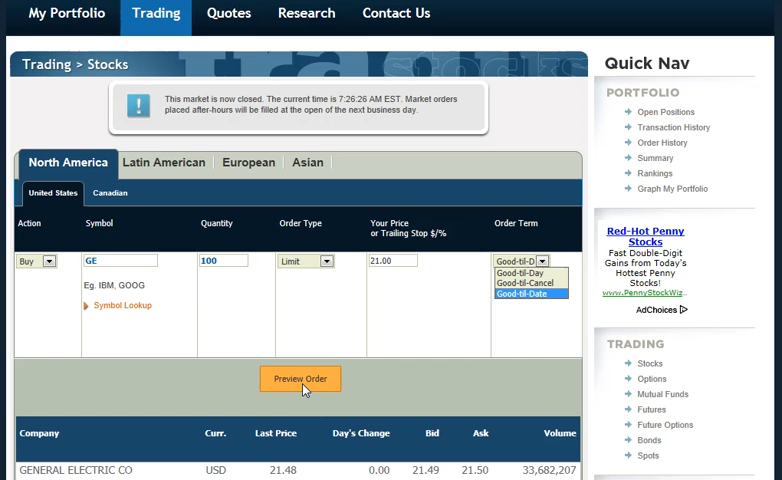 My Portfolio Trading Quotes Research Contact Us
Trading > Stocks
This market is now closed. The current time is 7:26:26 AM EST. Market orders
placed after-hours will be filled at the open of the next business day.
North America Latin American European Asian
United States Canadian
Action Symbol Quantity Order Type Your Price Order Term
or Trailing Stop $/%
Buy GE 100 Limit 21.00 Good-til-D
Good-til-Day
Good-til-Cancel
Good-til-Date
Eg. IBM, GOOG
Symbol Lookup
Preview Order
Company Curr. Last Price Day's Change Bid Ask Volume
GENERAL ELECTRIC CO USD 21.48 0.00 21.49 21.50 33,682,207
Quick Nav
PORTFOLIO
Open Positions
Transaction History
Order History
Summary
Rankings
Graph My Portfolio
Red-Hot Penny
Stocks
Fast Double-Digit
Gains from Today's
Hottest Penny
Stocks!
www.PennyStockWiz..
AdChoices
TRADING
Stocks
Options
Mutual Funds
Futures
Future Options
Bonds
Spots